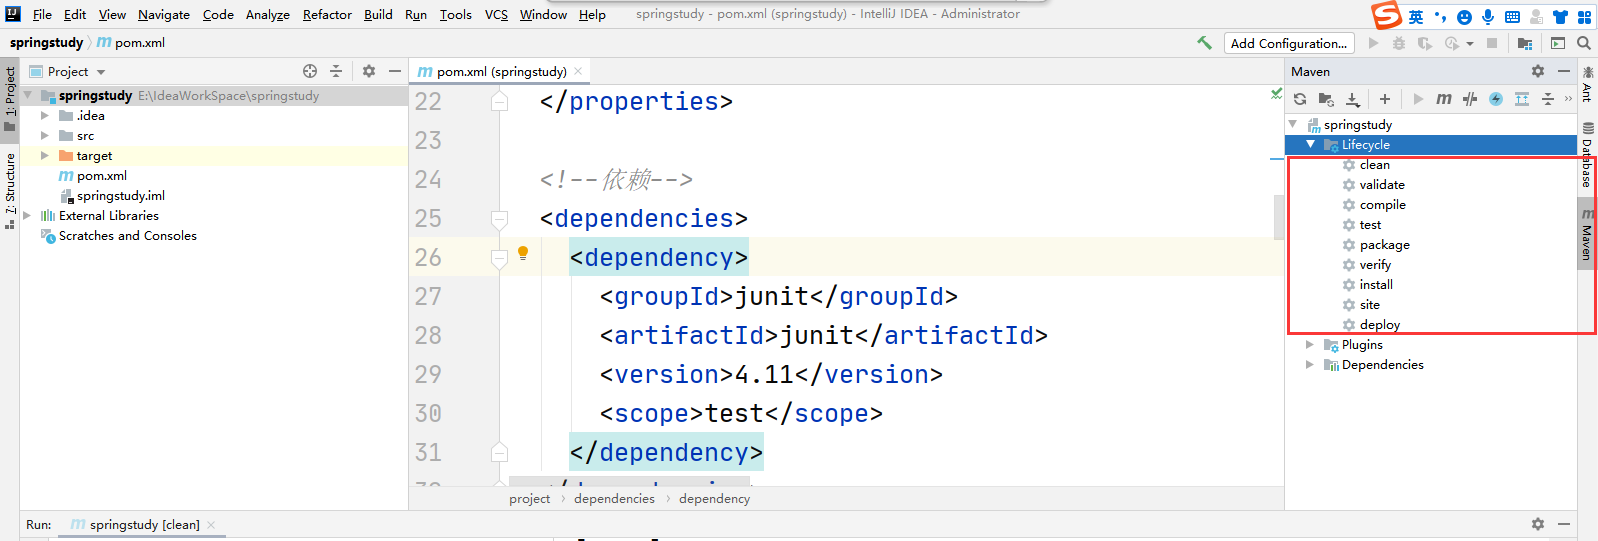 File Edit View Navigate Code Analyze Refactor Build Run Tools VCS Window Help springstudy - pom.xml (springstudy) - IntelliJ IDEA - Administrator 英
springstudy pom.xml Add Configuration...
Project
springstudy E:\IdeaWorkSpace\springstudy
.idea
src
target
pom.xml
springstudy.iml
External Libraries
Scratches and Consoles
1: Project
7: Structure
pom.xml (springstudy)
22 </properties>
23
24 <!--依赖-->
25 <dependencies>
26 <dependency>
27 <groupId>junit</groupId>
28 <artifactId>junit</artifactId>
29 <version>4.11</version>
30 <scope>test</scope>
31 </dependency>
project dependencies dependency
Maven
springstudy
Lifecycle
clean
validate
compile
test
package
verify
install
site
deploy
Plugins
Dependencies
Ant
Database
Maven
Run: springstudy [clean]